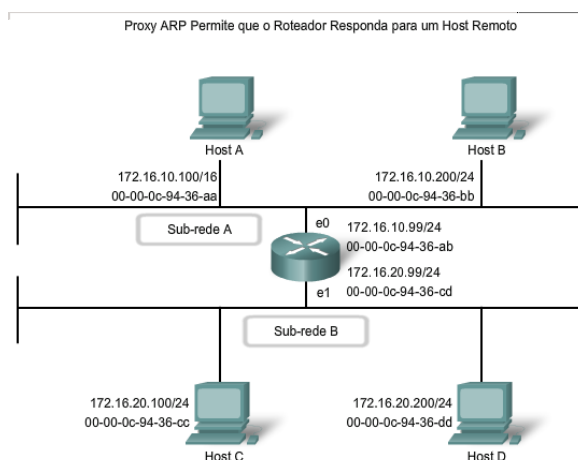 Proxy ARP Permite que o Roteador Responda para um Host Remoto
Host A
Host B
172.16.10.100/16
00-00-0c-94-36-aa
172.16.10.200/24
00-00-0c-94-36-bb
Sub-rede A
e0
172.16.10.99/24
00-00-0c-94-36-ab
172.16.20.99/24
e1
00-00-0c-94-36-cd
Sub-rede B
172.16.20.100/24
00-00-0c-94-36-cc
172.16.20.200/24
00-00-0c-94-36-dd
Host C
Host D